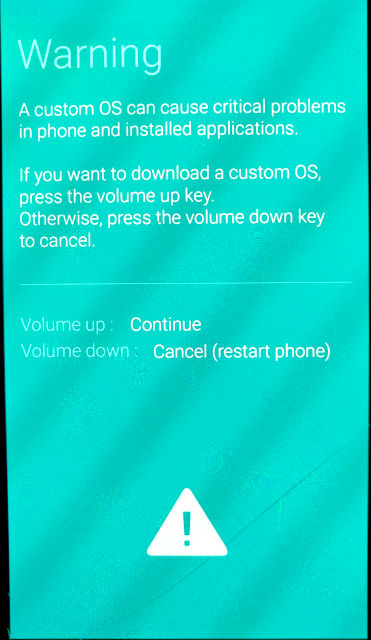 Warning
A custom OS can cause critical problems
in phone and installed applications.
If you want to download a custom OS,
press the volume up key.
Otherwise, press the volume down key
to cancel.
Volume up : Continue
Volume down : Cancel (restart phone)
!